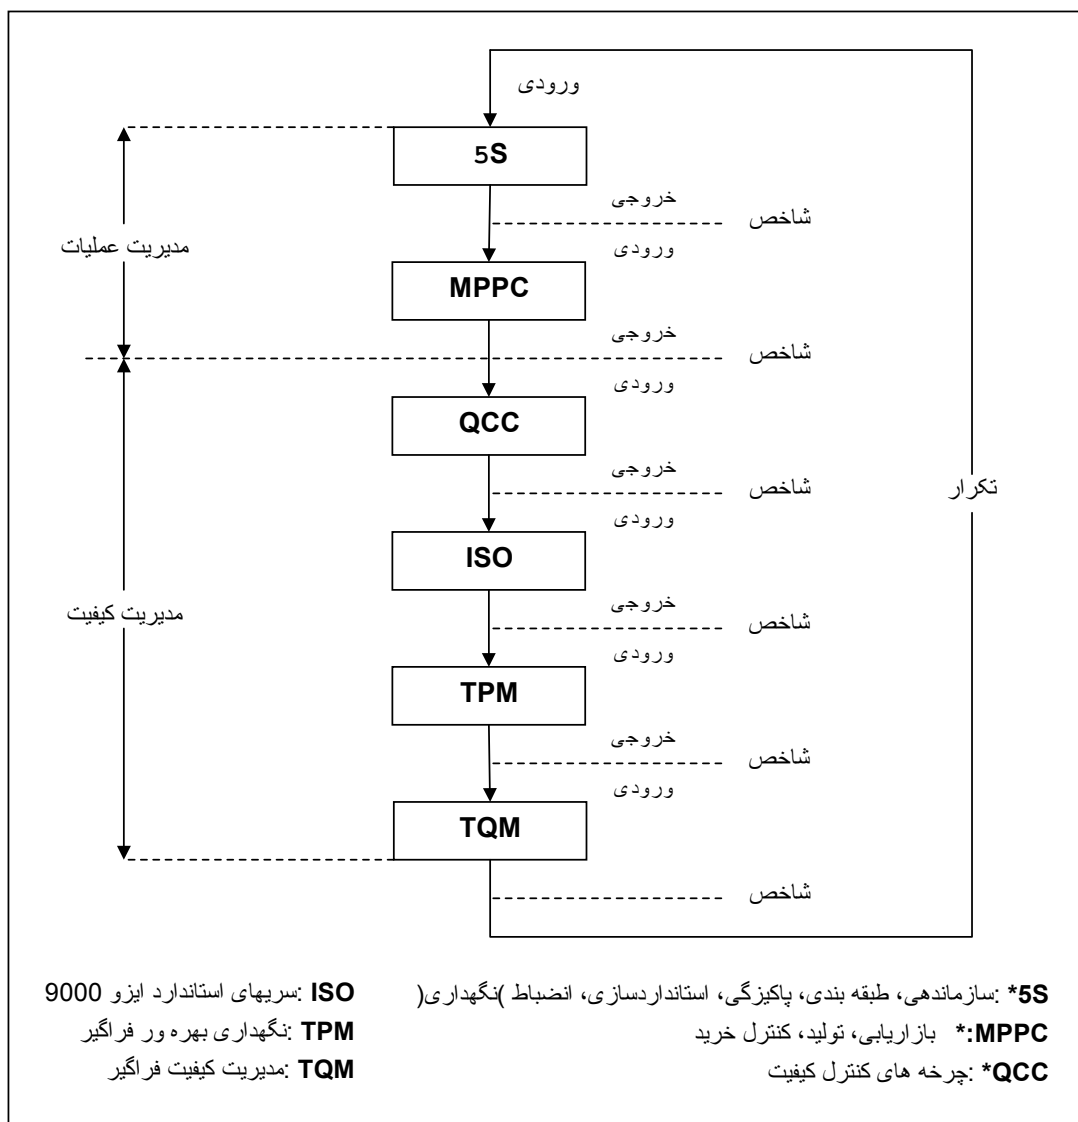 ورودی
5S
خروجی
شاخص
ورودی
مدیریت عملیات
MPPC
خروجی
شاخص
ورودی
QCC
خروجی
شاخص
ورودی
تکرار
ISO
خروجی
شاخص
ورودی
مدیریت کیفیت
TPM
خروجی
شاخص
ورودی
TQM
شاخص
*5S :سازماندهی، طبقه بندی، پاکیزگی، استانداردسازی، انضباط )نگهداری(
*MPPC: بازاریابی، تولید، کنترل خرید
*QCC :چرخه های کنترل کیفیت
ISO :سریهای استاندارد ایزو 9000
TPM :نگهداری بهره ور فراگیر
TQM :مدیریت کیفیت فراگیر